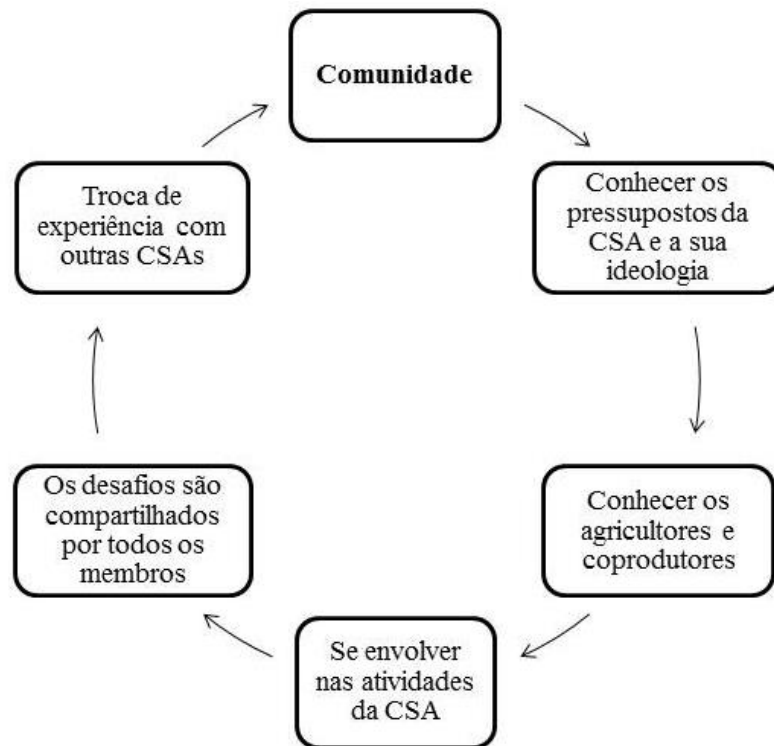 Comunidade
Conhecer os
pressupostos da
CSA e a sua
ideologia
Conhecer os
agricultores e
coprodutores
Se envolver
nas atividades
da CSA
Os desafios são
compartilhados
por todos os
membros
Troca de
experiência com
outras CSAs